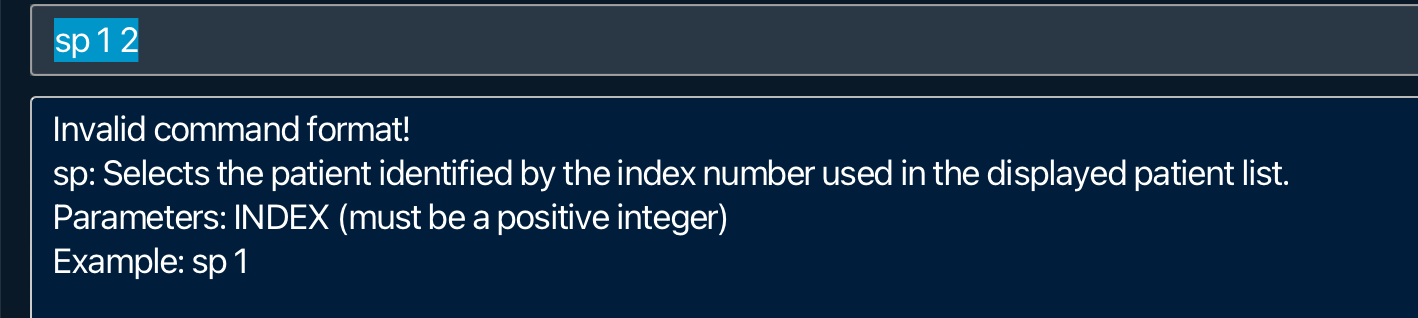 sp 1 2
Invalid command format!
sp: Selects the patient identified by the index number used in the displayed patient list.
Parameters: INDEX (must be a positive integer)
Example: sp 1